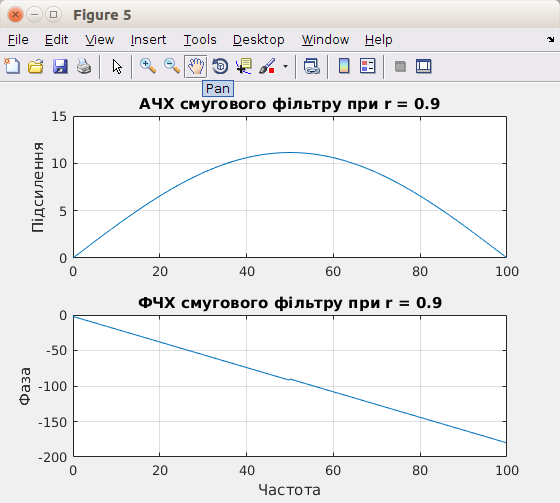 Figure 5
File Edit View Insert Tools Desktop Window Help
Pan
АЧХ смугового фільтру при r = 0.9
15
10
5
0
Підсилення
0 20 40 60 80 100
ФЧХ смугового фільтру при r = 0.9
0
-50
-100
-150
-200
Фаза
0 20 40 60 80 100
Частота